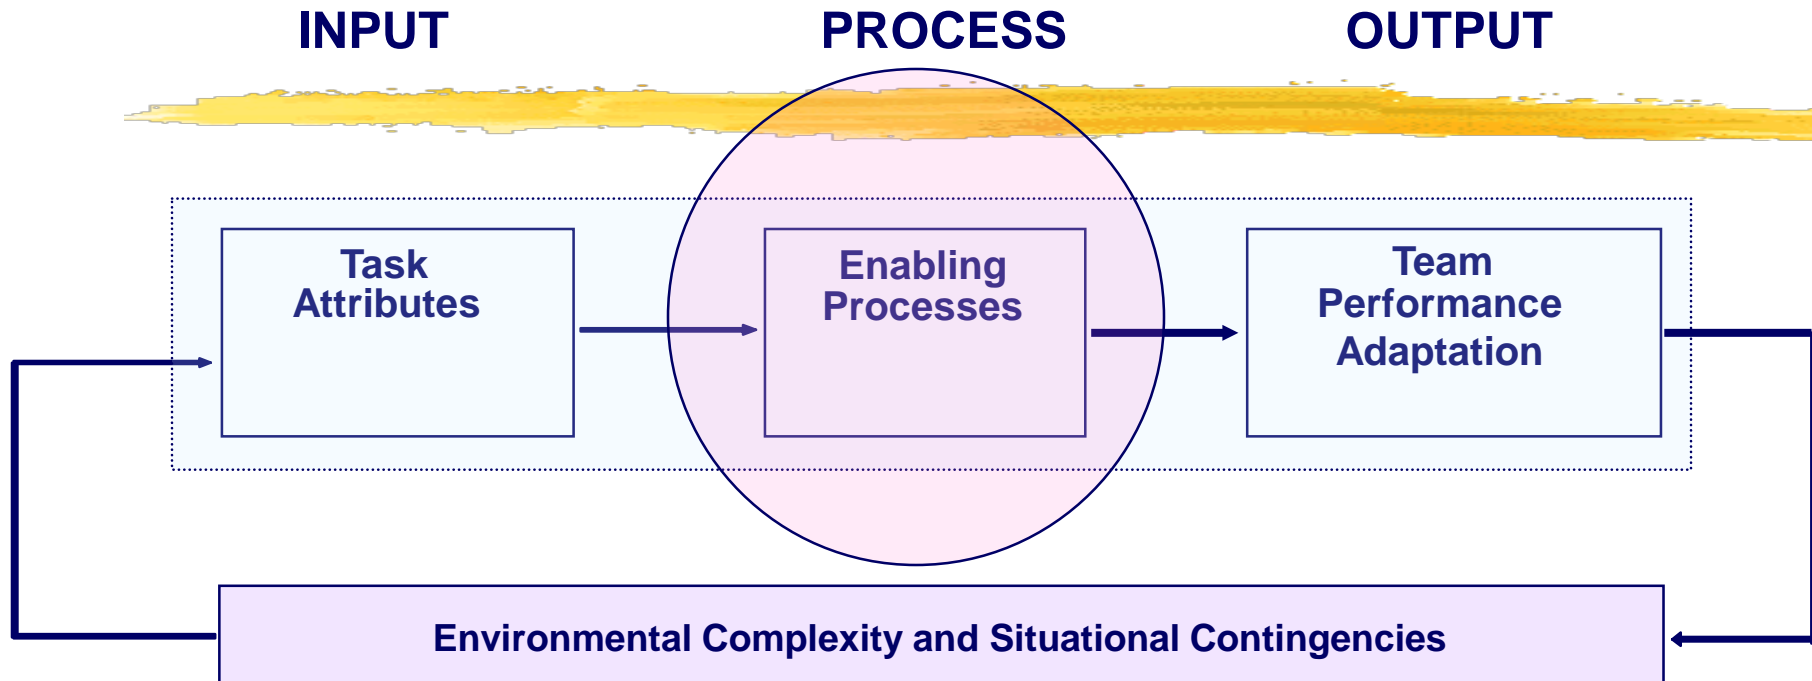 INPUT PROCESS OUTPUT
Task
Attributes
Enabling
Processes
Team
Performance
Adaptation
Environmental Complexity and Situational Contingencies